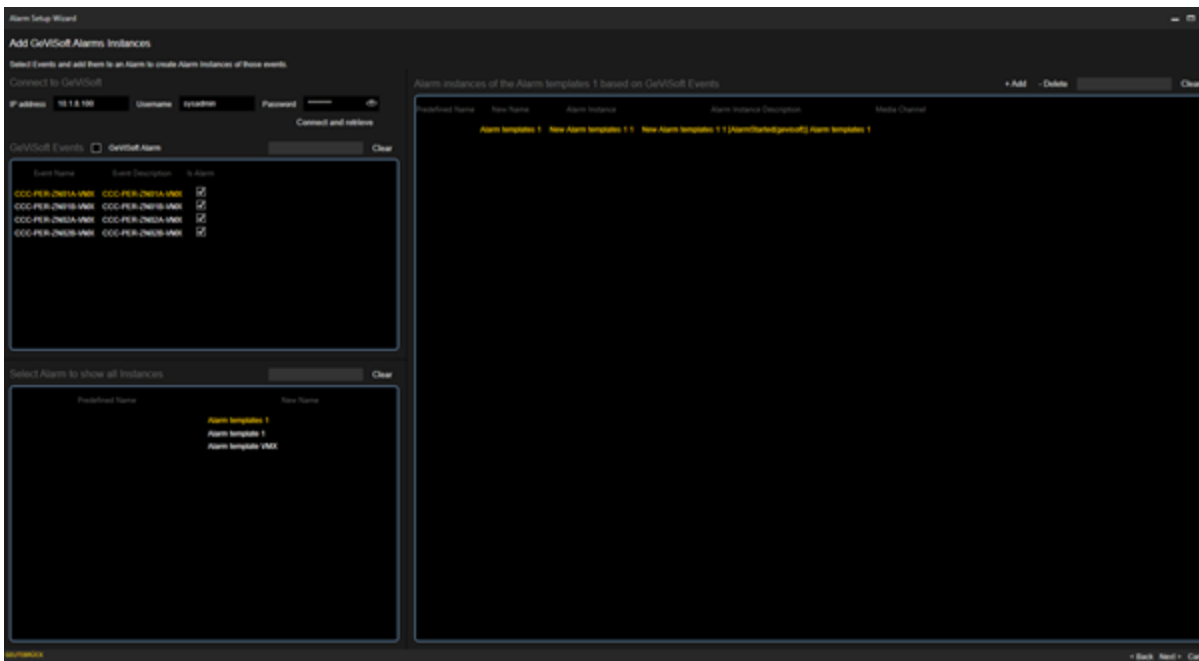 Alarm Setup Wizard
Add GeViSoft Alarms Instances
Select Events and add them to an Alarm to create Alarm Instances of those events.
Connect to GeViSoft
IP address 10.1.8.100 Username sysadmin Password
Connect and retrieve
GeViSoft Events GeViSoft Alarm Clear
Event Name Event Description Is Alarm
CCC-PER-ZN01A-VMX CCC-PER-ZN01A-VMX
CCC-PER-ZN01B-VMX CCC-PER-ZN01B-VMX
CCC-PER-ZN02A-VMX CCC-PER-ZN02A-VMX
CCC-PER-ZN02B-VMX CCC-PER-ZN02B-VMX
Select Alarm to show all Instances Clear
Predefined Name New Name
Alarm templates 1
Alarm template 1
Alarm template VMX
Alarm instances of the Alarm templates 1 based on GeViSoft Events + Add - Delete Clear
Predefined Name New Name Alarm Instance Alarm Instance Description Media Channel
Alarm templates 1 New Alarm templates 1 1 New Alarm templates 1 1 [AlarmStarted(gevisoft)] Alarm templates 1
GEUTEBRÜCK
< Back Next > Ca